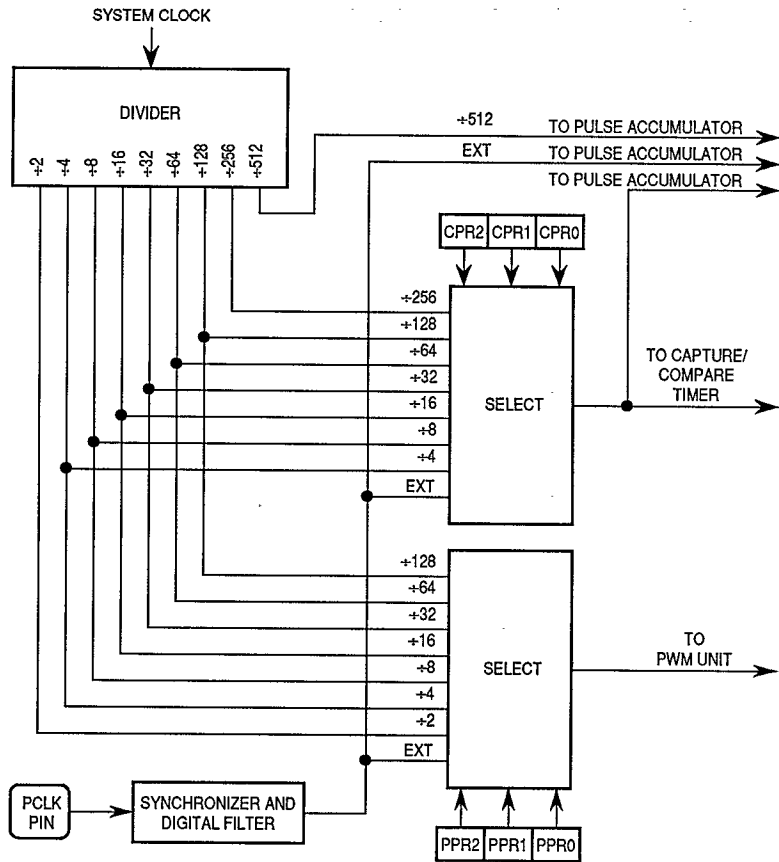 SYSTEM CLOCK
DIVIDER
÷2
÷4
÷8
÷16
÷32
÷64
÷128
÷256
÷512
÷512
TO PULSE ACCUMULATOR
EXT
TO PULSE ACCUMULATOR
TO PULSE ACCUMULATOR
CPR2
CPR1
CPR0
÷256
÷128
÷64
÷32
÷16
÷8
÷4
EXT
SELECT
TO CAPTURE/
COMPARE
TIMER
÷128
÷64
÷32
÷16
÷8
÷4
÷2
EXT
SELECT
TO
PWM UNIT
PCLK
PIN
SYNCHRONIZER AND
DIGITAL FILTER
PPR2
PPR1
PPR0